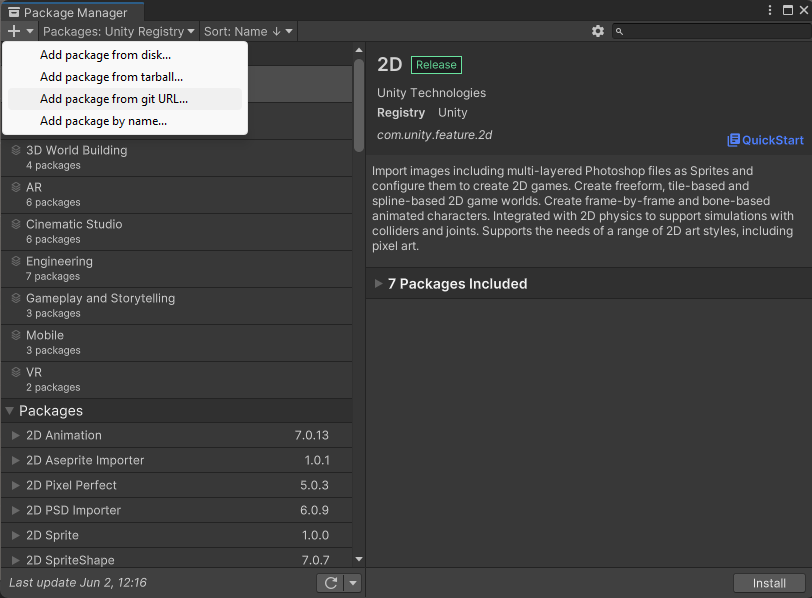 Package Manager
Packages: Unity Registry
Sort: Name ↓
Add package from disk...
Add package from tarball...
Add package from git URL...
Add package by name...
3D World Building
4 packages
AR
6 packages
Cinematic Studio
6 packages
Engineering
7 packages
Gameplay and Storytelling
3 packages
Mobile
3 packages
VR
2 packages
Packages
2D Animation 7.0.13
2D Aseprite Importer 1.0.1
2D Pixel Perfect 5.0.3
2D PSD Importer 6.0.9
2D Sprite 1.0.0
2D SpriteShape 7.0.7
Last update Jun 2, 12:16
2D Release
Unity Technologies
Registry Unity
com.unity.feature.2d
QuickStart
Import images including multi-layered Photoshop files as Sprites and
configure them to create 2D games. Create freeform, tile-based and
spline-based 2D game worlds. Create frame-by-frame and bone-based
animated characters. Integrated with 2D physics to support simulations with
colliders and joints. Supports the needs of a range of 2D art styles, including
pixel art.
7 Packages Included
Install